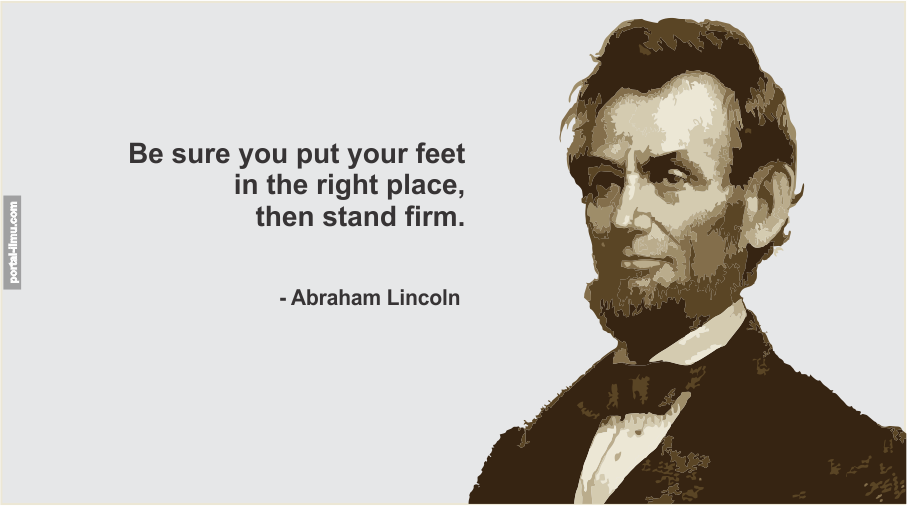 Be sure you put your feet
in the right place,
then stand firm.
- Abraham Lincoln
portal-ilmu.com